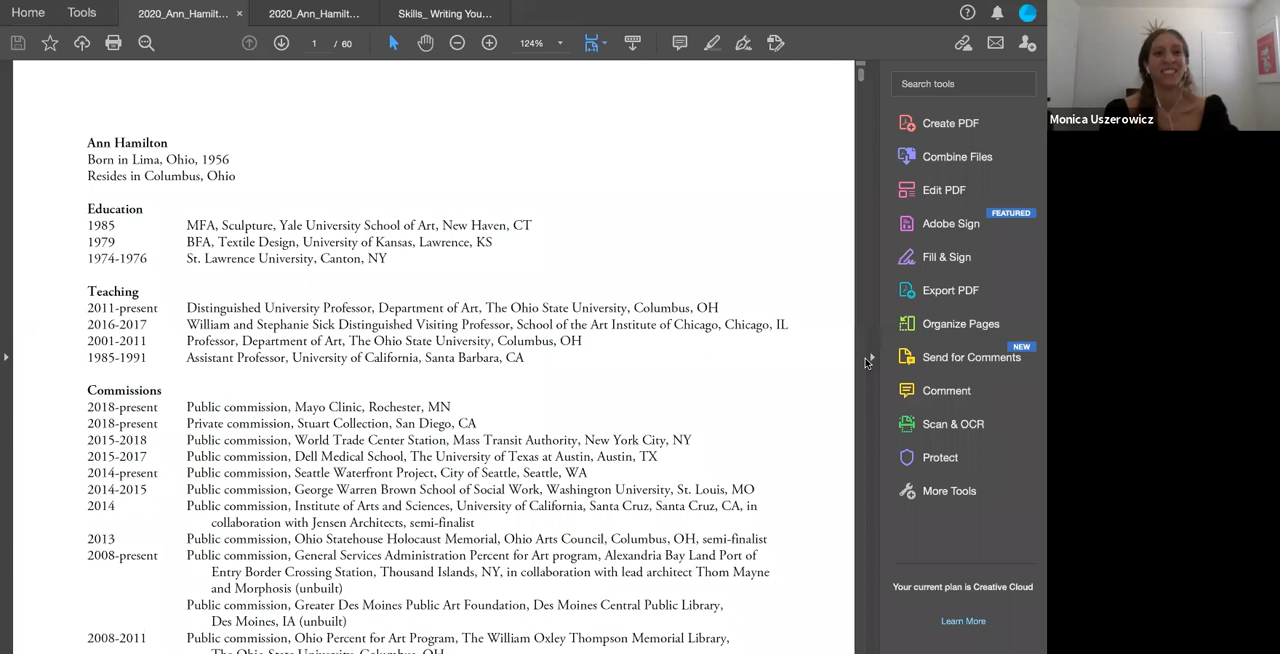 Home Tools 2020_Ann_Hamilt... × 2020_Ann_Hamilt... Skills_ Writing You...
1 / 60 124%
Ann Hamilton
Born in Lima, Ohio, 1956
Resides in Columbus, Ohio
Education
1985 MFA, Sculpture, Yale University School of Art, New Haven, CT
1979 BFA, Textile Design, University of Kansas, Lawrence, KS
1974-1976 St. Lawrence University, Canton, NY
Teaching
2011-present Distinguished University Professor, Department of Art, The Ohio State University, Columbus, OH
2016-2017 William and Stephanie Sick Distinguished Visiting Professor, School of the Art Institute of Chicago, Chicago, IL
2001-2011 Professor, Department of Art, The Ohio State University, Columbus, OH
1985-1991 Assistant Professor, University of California, Santa Barbara, CA
Commissions
2018-present Public commission, Mayo Clinic, Rochester, MN
2018-present Private commission, Stuart Collection, San Diego, CA
2015-2018 Public commission, World Trade Center Station, Mass Transit Authority, New York City, NY
2015-2017 Public commission, Dell Medical School, The University of Texas at Austin, Austin, TX
2014-present Public commission, Seattle Waterfront Project, City of Seattle, Seattle, WA
2014-2015 Public commission, George Warren Brown School of Social Work, Washington University, St. Louis, MO
2014 Public commission, Institute of Arts and Sciences, University of California, Santa Cruz, Santa Cruz, CA, in
collaboration with Jensen Architects, semi-finalist
2013 Public commission, Ohio Statehouse Holocaust Memorial, Ohio Arts Council, Columbus, OH, semi-finalist
2008-present Public commission, General Services Administration Percent for Art program, Alexandria Bay Land Port of
Entry Border Crossing Station, Thousand Islands, NY, in collaboration with lead architect Thom Mayne
and Morphosis (unbuilt)
Public commission, Greater Des Moines Public Art Foundation, Des Moines Central Public Library,
Des Moines, IA (unbuilt)
2008-2011 Public commission, Ohio Percent for Art Program, The William Oxley Thompson Memorial Library,
The Ohio State University, Columbus, OH
Search tools
Create PDF
Combine Files
Edit PDF
FEATURED
Adobe Sign
Fill & Sign
Export PDF
Organize Pages
NEW
Send for Comments
Comment
Scan & OCR
Protect
More Tools
Your current plan is Creative Cloud
Learn More
Monica Uszerowicz